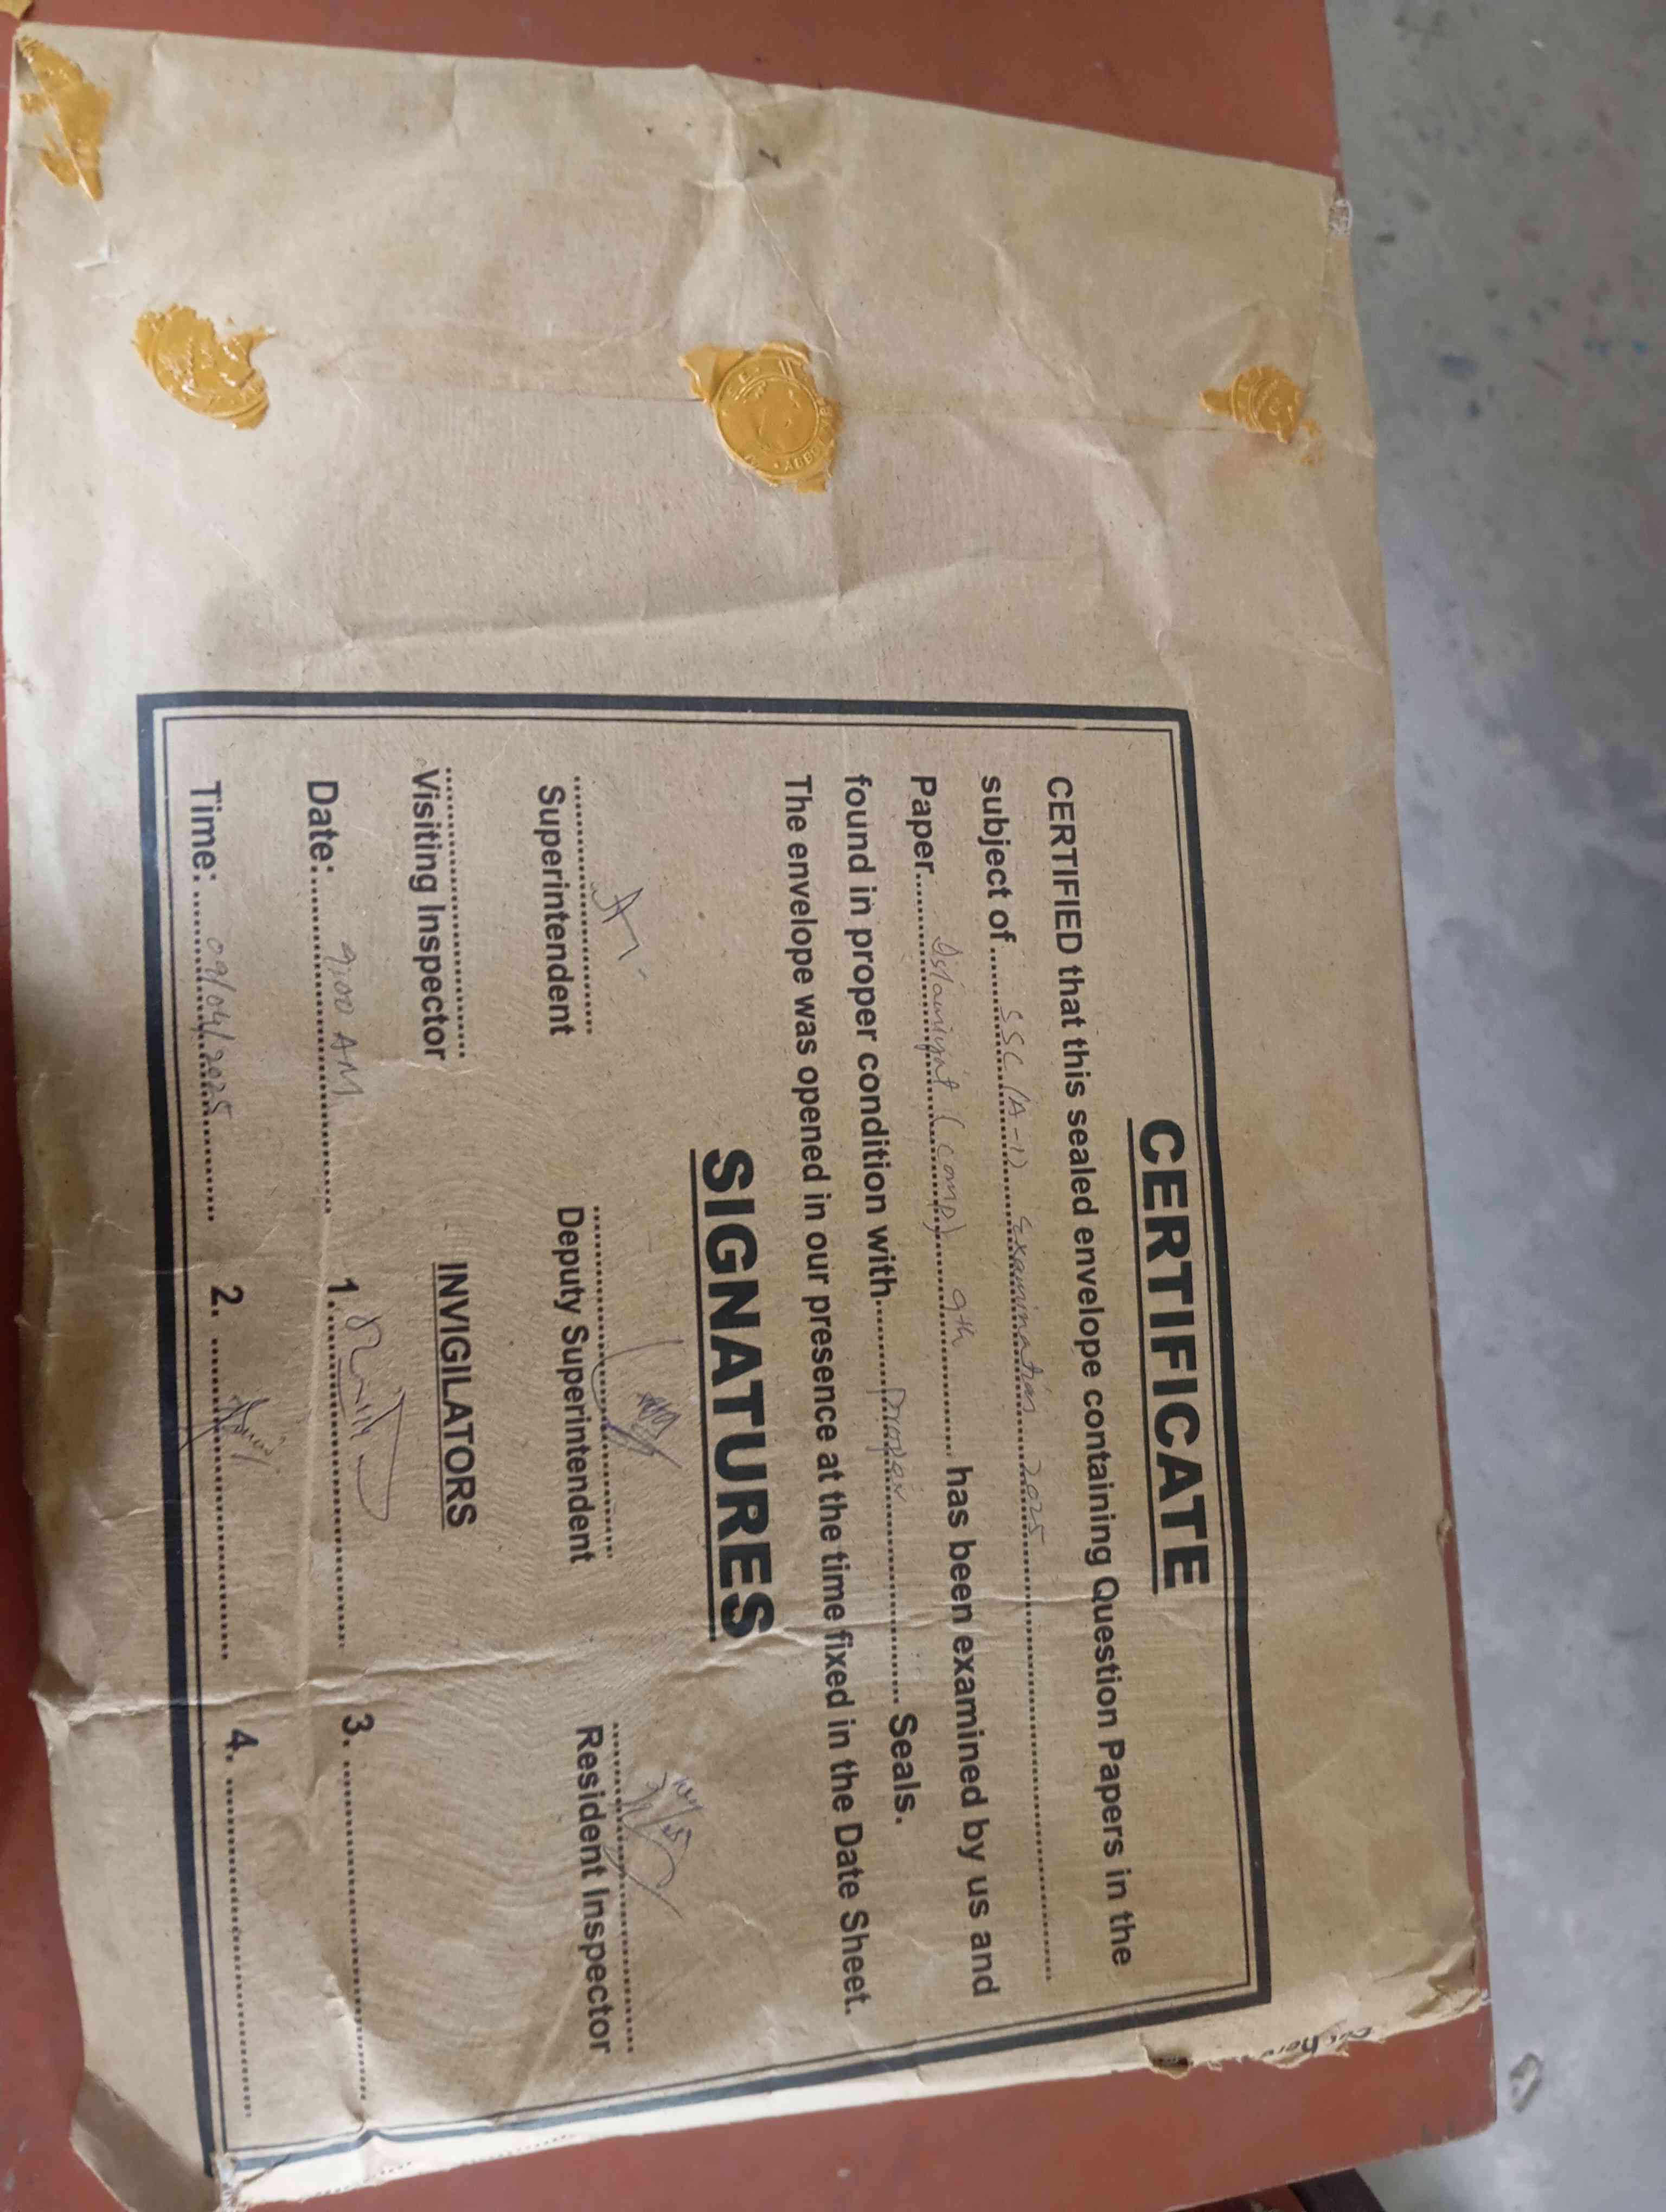 CERTIFICATE
CERTIFIED that this sealed envelope containing Question Papers in the
subject of SSC (A-1) Examination 2025
Paper Islamiyat (Comp) 9th has been examined by us and
found in proper condition with Proper Seals.
The envelope was opened in our presence at the time fixed in the Date Sheet.
SIGNATURES
Superintendent Deputy Superintendent Resident Inspector
Visiting Inspector INVIGILATORS
Date: 9:00 AM 1. 3.
Time: 09/04/2025 2. 4.